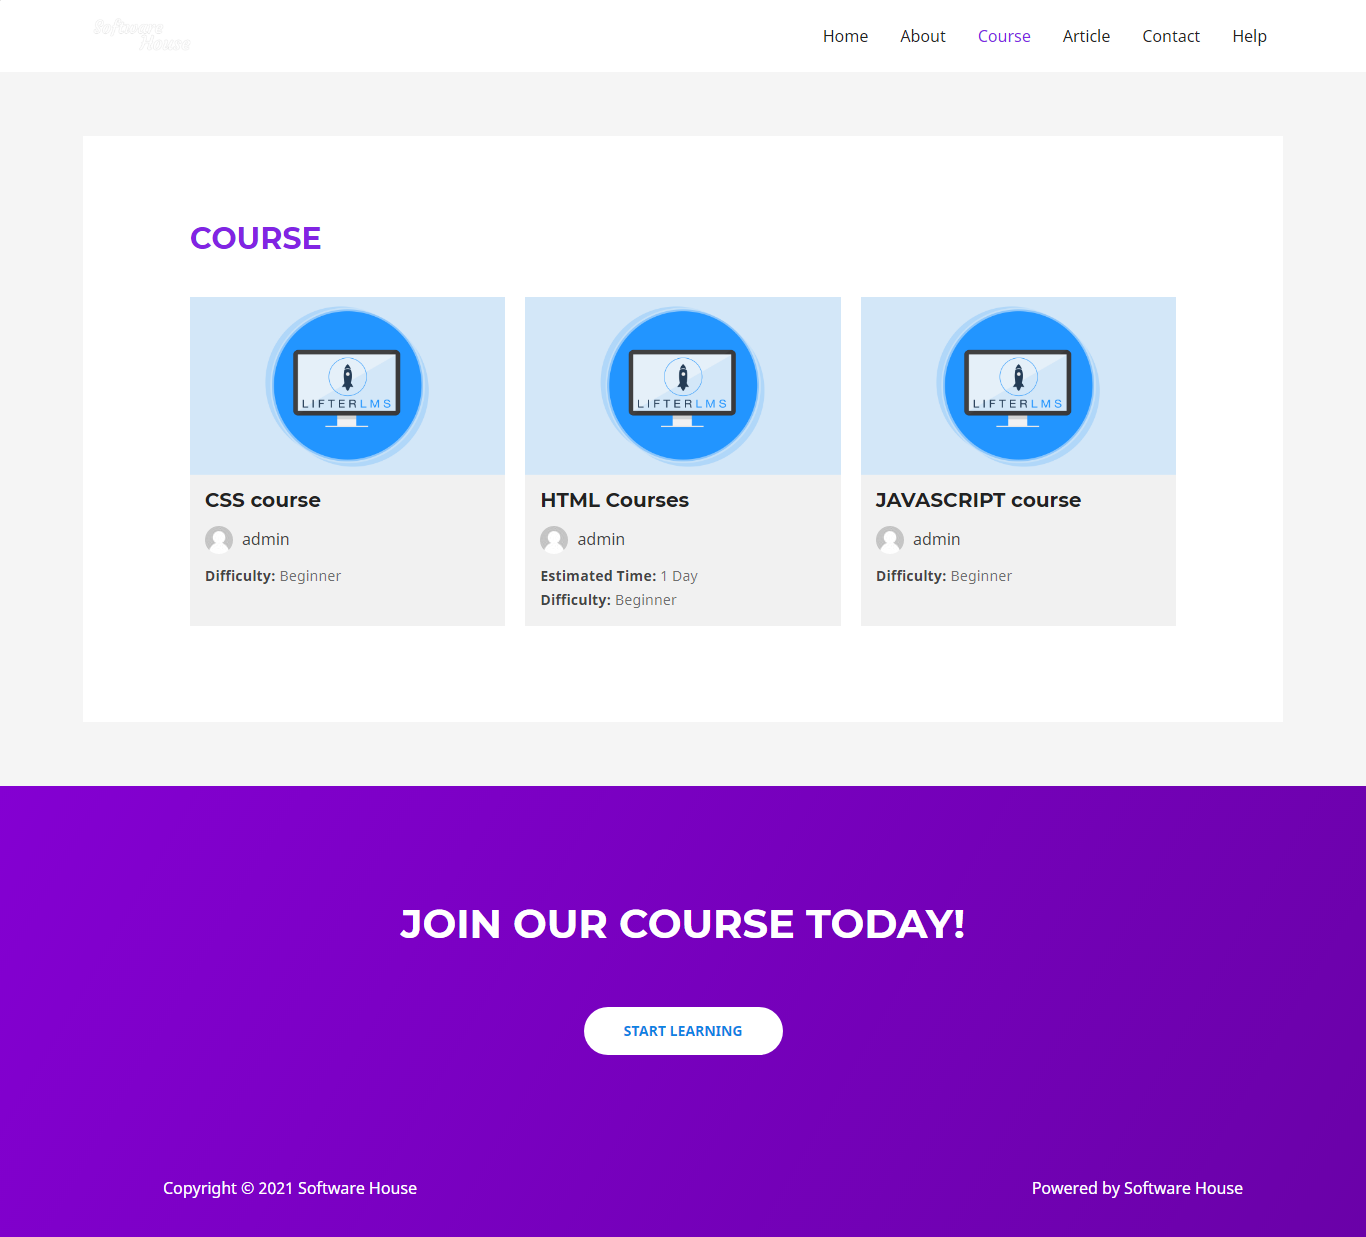 Software
House
Home About Course Article Contact Help
COURSE
LIFTERLMS LIFTERLMS LIFTERLMS
CSS course
admin
Difficulty: Beginner
HTML Courses
admin
Estimated Time: 1 Day
Difficulty: Beginner
JAVASCRIPT course
admin
Difficulty: Beginner
JOIN OUR COURSE TODAY!
START LEARNING
Copyright © 2021 Software House
Powered by Software House